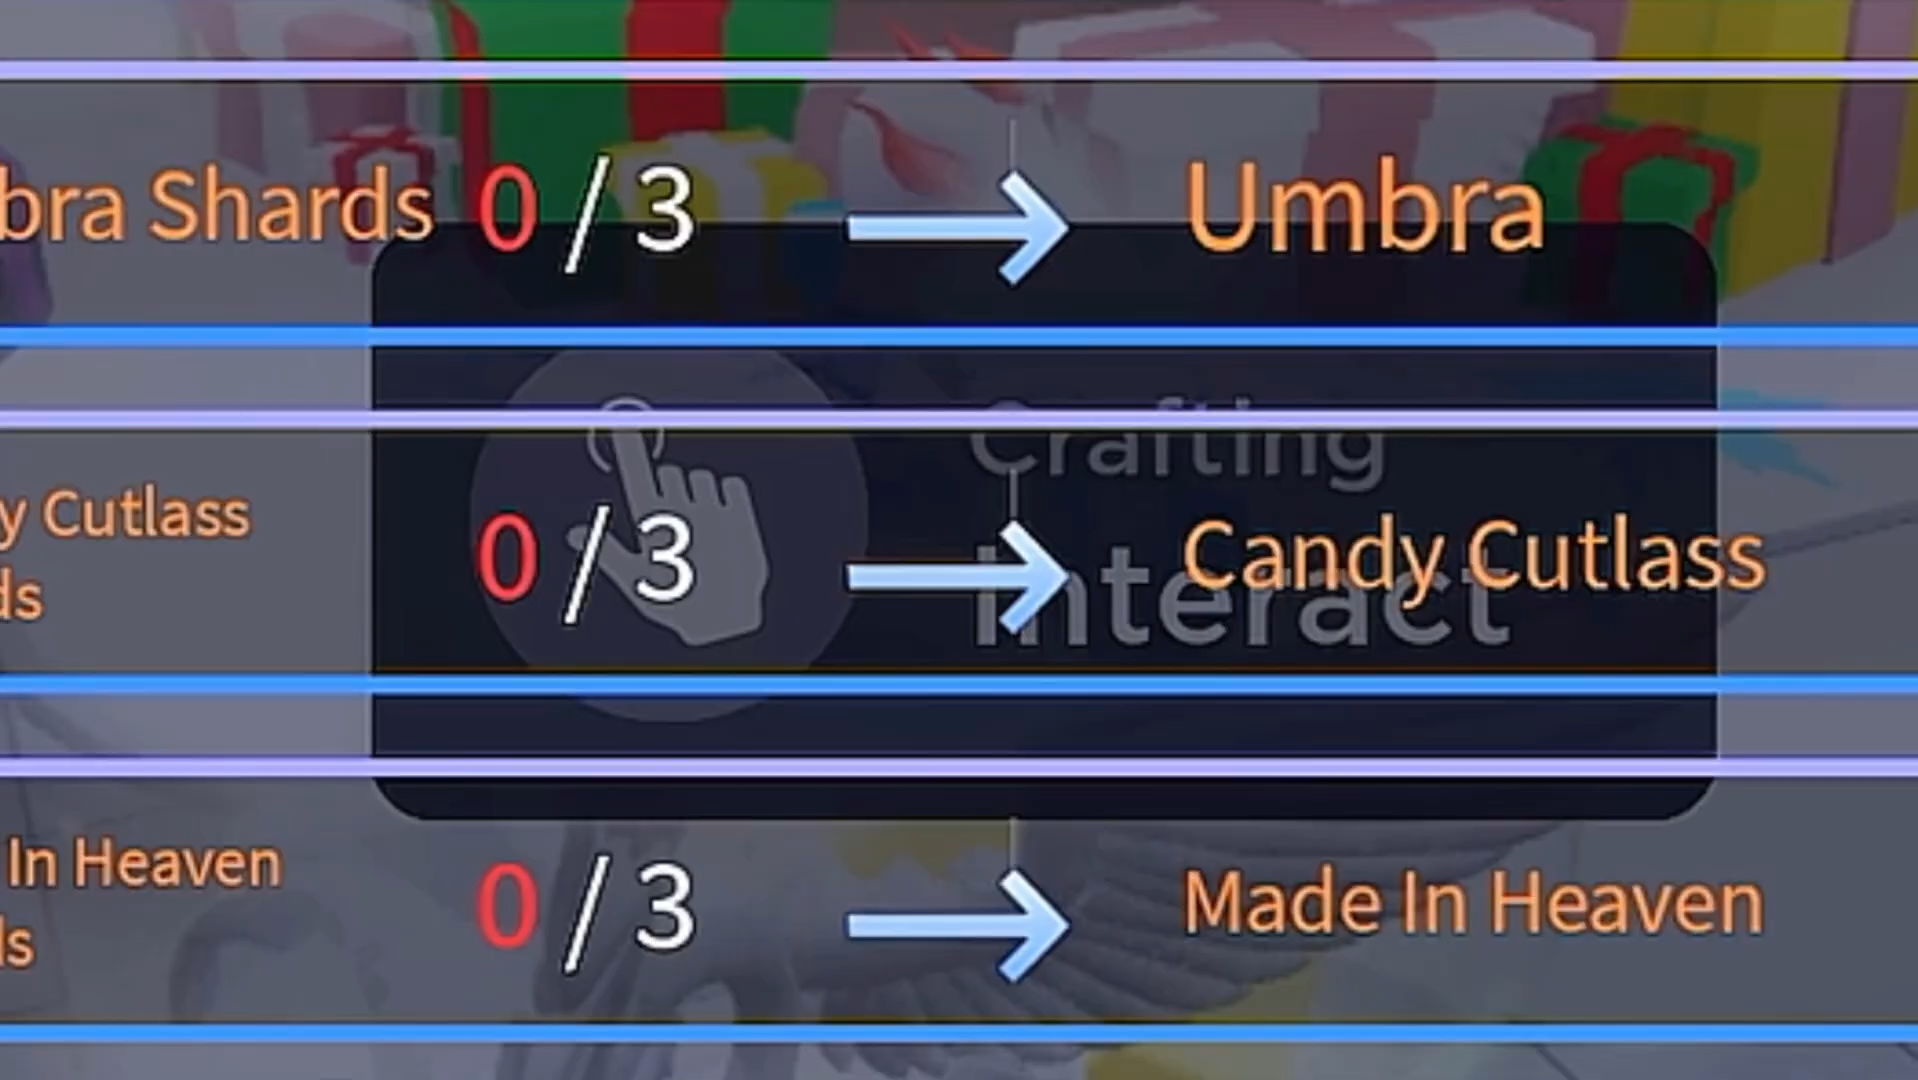 bra Shards 0 / 3 → Umbra
Crafting
y Cutlass
ds
0 / 3 → Candy Cutlass
Interact
In Heaven
ls
0 / 3 → Made In Heaven